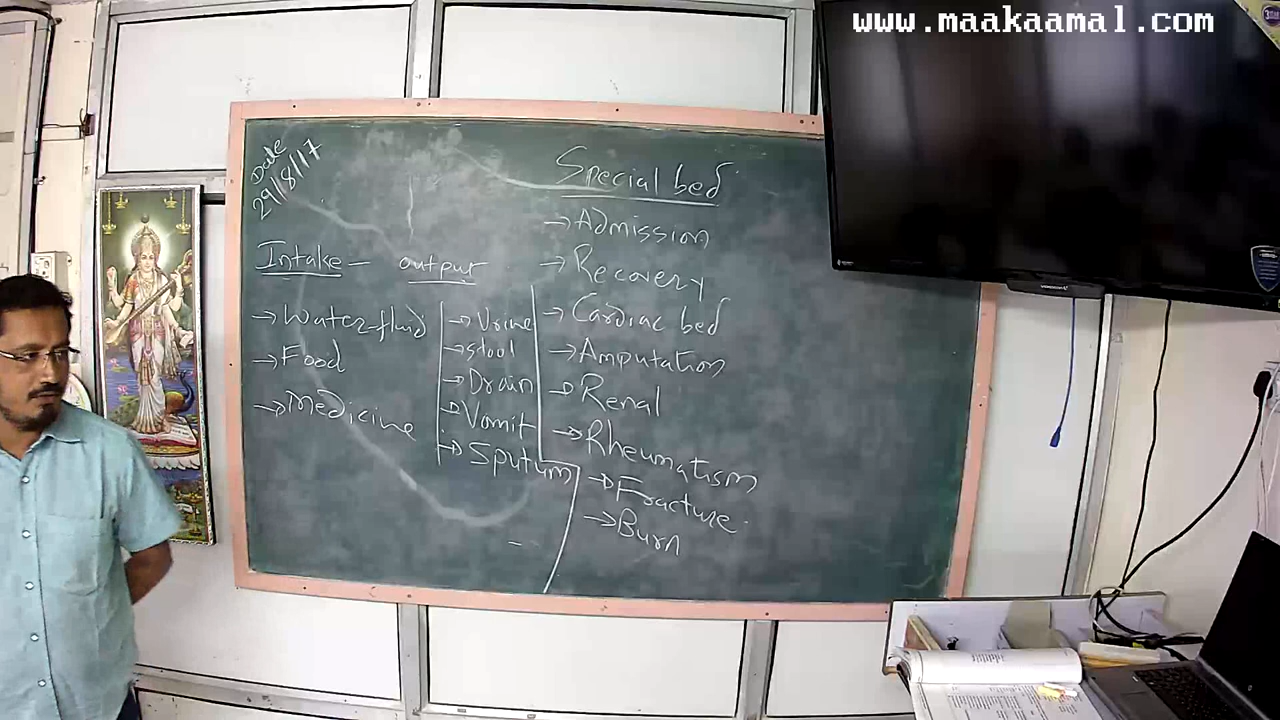 www.maakaamal.com
Date
29/8/17
Intake - output
→ Water-fluid
→ Food
→ Medicine
→ Urine
→ stool
→ Drain
→ Vomit
→ Sputum
Special bed
→ Admission
→ Recovery
→ Cardiac bed
→ Amputation
→ Renal
→ Rheumatism
→ Fracture
→ Burn